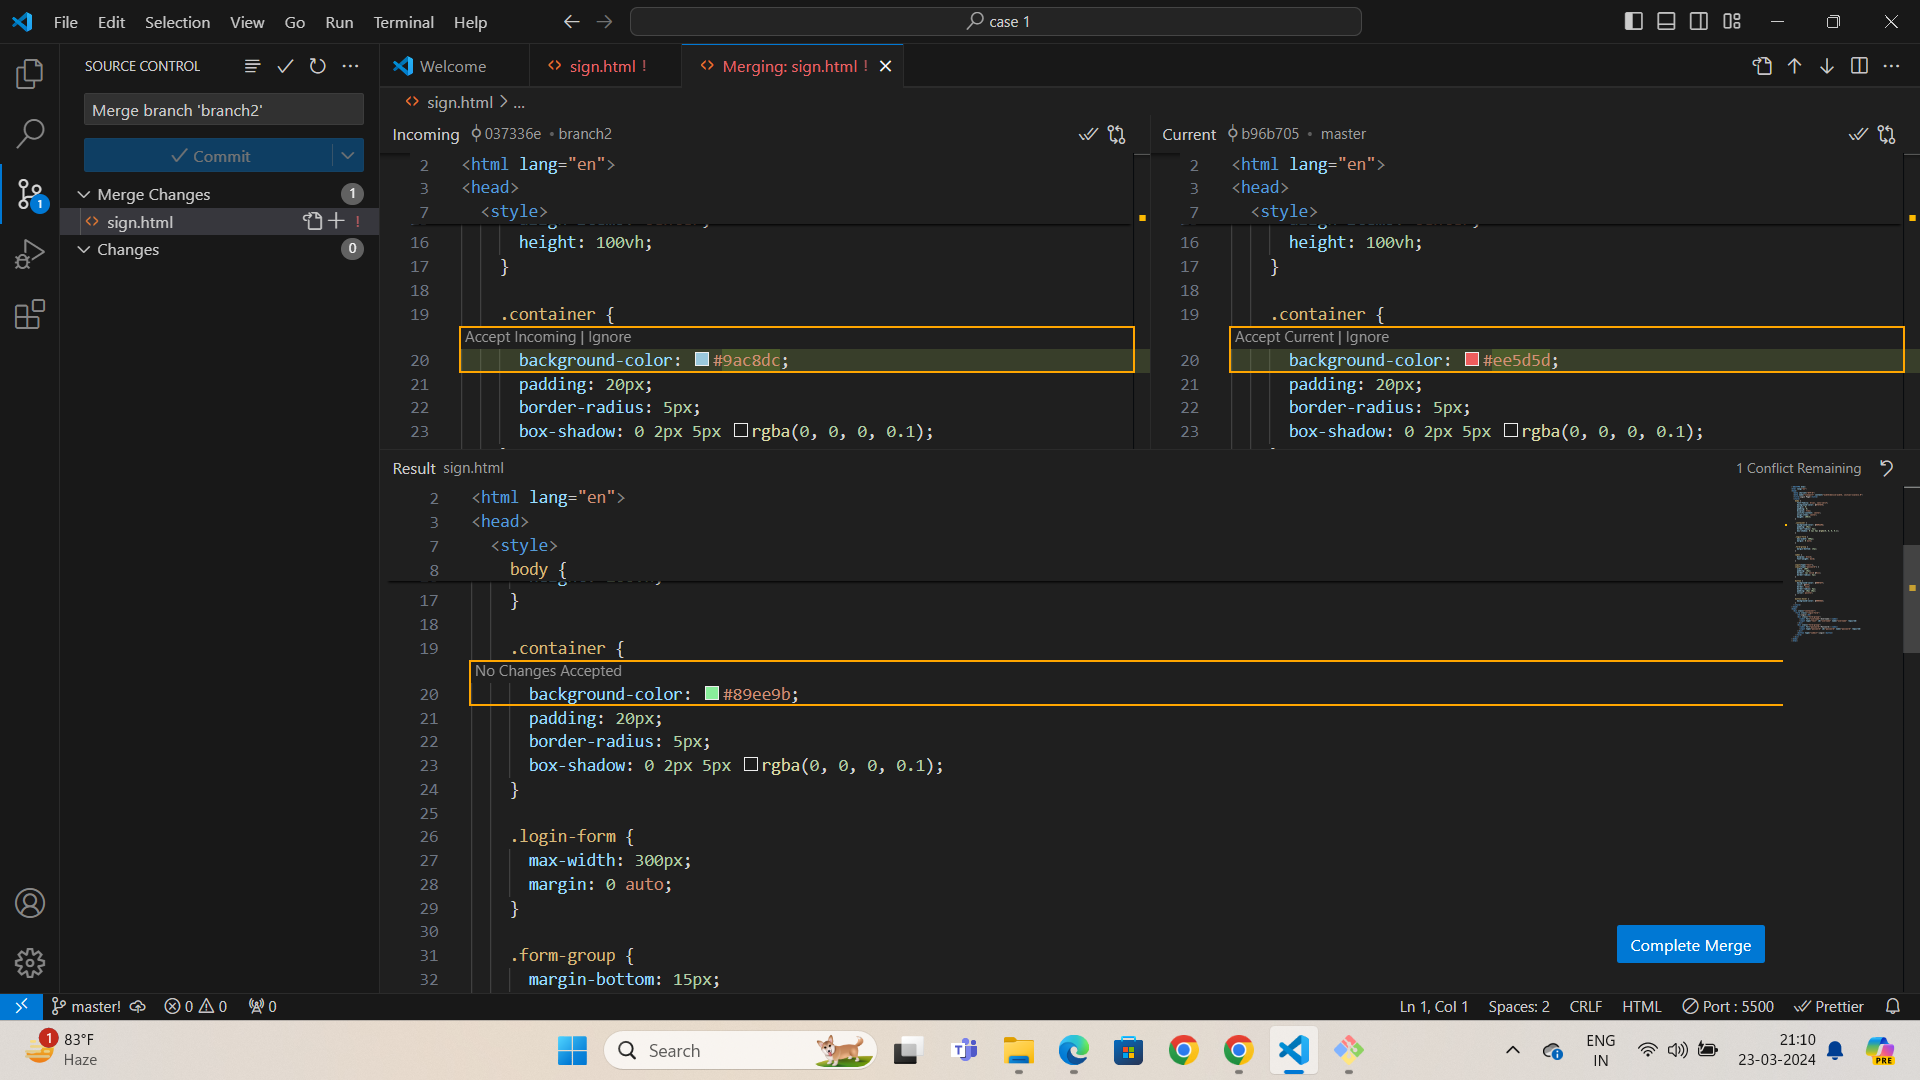 File Edit Selection View Go Run Terminal Help
case 1
SOURCE CONTROL
Merge branch 'branch2'
Commit
Merge Changes 1
sign.html !
Changes 0
1
Welcome
sign.html !
Merging: sign.html !
sign.html > ...
Incoming 037336e • branch2
2 <html lang="en">
3 <head>
7 <style>
16 height: 100vh;
17 }
18
19 .container {
Accept Incoming | Ignore
20 background-color: #9ac8dc;
21 padding: 20px;
22 border-radius: 5px;
23 box-shadow: 0 2px 5px rgba(0, 0, 0, 0.1);
Current b96b705 • master
2 <html lang="en">
3 <head>
7 <style>
16 height: 100vh;
17 }
18
19 .container {
Accept Current | Ignore
20 background-color: #ee5d5d;
21 padding: 20px;
22 border-radius: 5px;
23 box-shadow: 0 2px 5px rgba(0, 0, 0, 0.1);
Result sign.html
1 Conflict Remaining
2 <html lang="en">
3 <head>
7 <style>
8 body {
17 }
18
19 .container {
No Changes Accepted
20 background-color: #89ee9b;
21 padding: 20px;
22 border-radius: 5px;
23 box-shadow: 0 2px 5px rgba(0, 0, 0, 0.1);
24 }
25
26 .login-form {
27 max-width: 300px;
28 margin: 0 auto;
29 }
30
31 .form-group {
32 margin-bottom: 15px;
Complete Merge
master! 0 0 0
Ln 1, Col 1 Spaces: 2 CRLF HTML Port : 5500 Prettier
1 83°F
Haze
Search
ENG
IN
21:10
23-03-2024
PRE